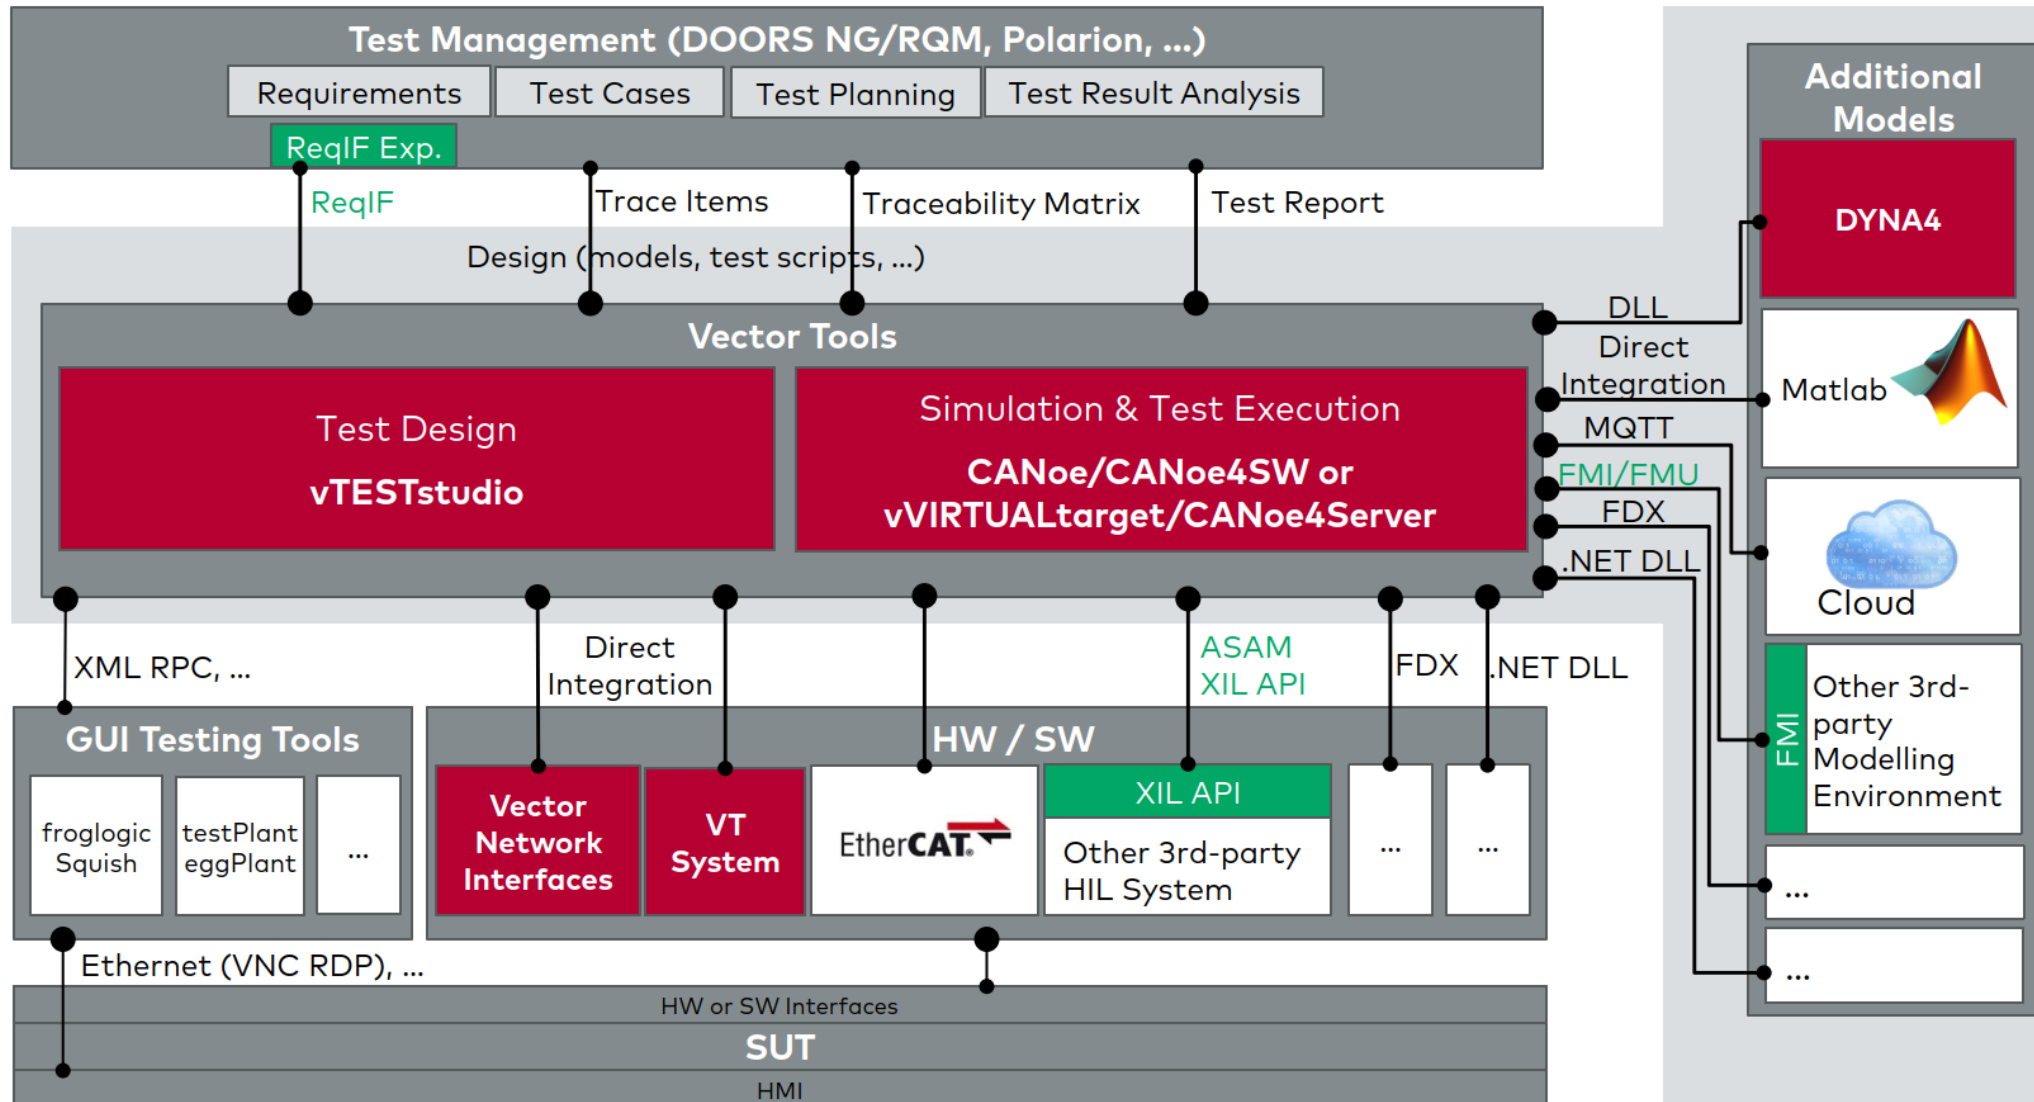 Test Management (DOORS NG/RQM, Polarion, ...)
Requirements
Test Cases
Test Planning
Test Result Analysis
ReqIF Exp.
ReqIF
Trace Items
Traceability Matrix
Test Report
Design (models, test scripts, ...)
Vector Tools
Test Design
vTESTstudio
Simulation & Test Execution
CANoe/CANoe4SW or
vVIRTUALtarget/CANoe4Server
DLL
Direct
Integration
MQTT
FMI/FMU
FDX
.NET DLL
Additional
Models
DYNA4
Matlab
Cloud
FMI
Other 3rd-
party
Modelling
Environment
...
...
XML RPC, ...
Direct
Integration
ASAM
XIL API
FDX
.NET DLL
GUI Testing Tools
froglogic
Squish
testPlant
eggPlant
...
HW / SW
Vector
Network
Interfaces
VT
System
EtherCAT®
XIL API
Other 3rd-party
HIL System
...
...
Ethernet (VNC RDP), ...
HW or SW Interfaces
SUT
HMI